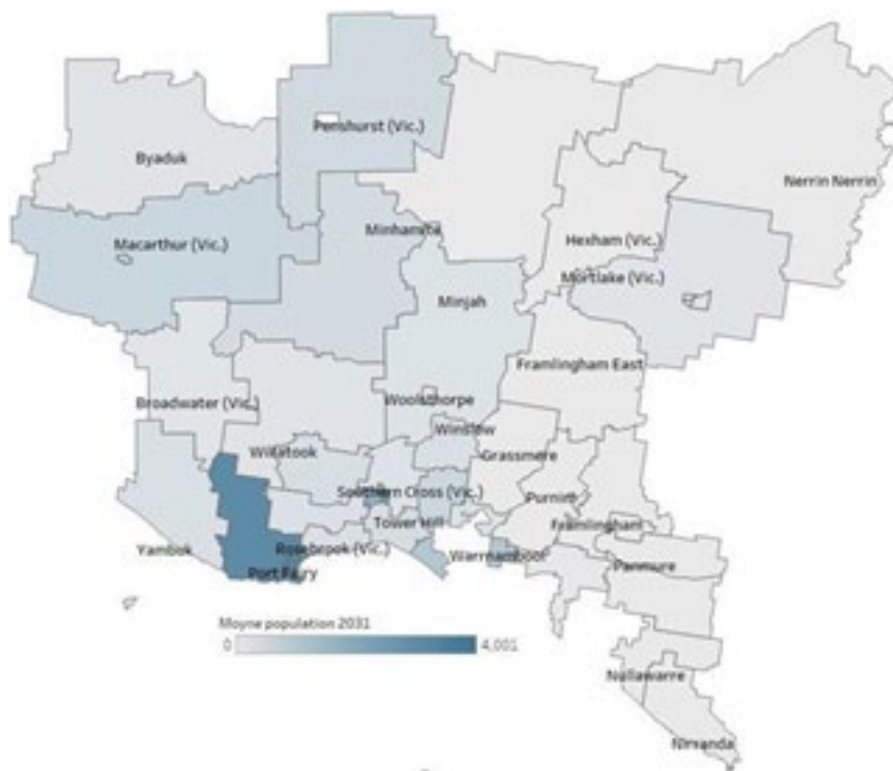 Penshurst (Vic.)
Byaduk
Nerrin Nerrin
Minhamite
Macarthur (Vic.)
Hexham (Vic.)
Mortlake (Vic.)
Minjah
Framlingham East
Broadwater (Vic.)
Woolsthorpe
Winslow
Willatook
Grassmere
Southern Cross (Vic.)
Purnim
Tower Hill
Framlingham
Yambuk
Rosebrook (Vic.)
Warrnambool
Port Fairy
Panmure
Moyne population 2031
0
4,001
Nullawarre
Nirranda